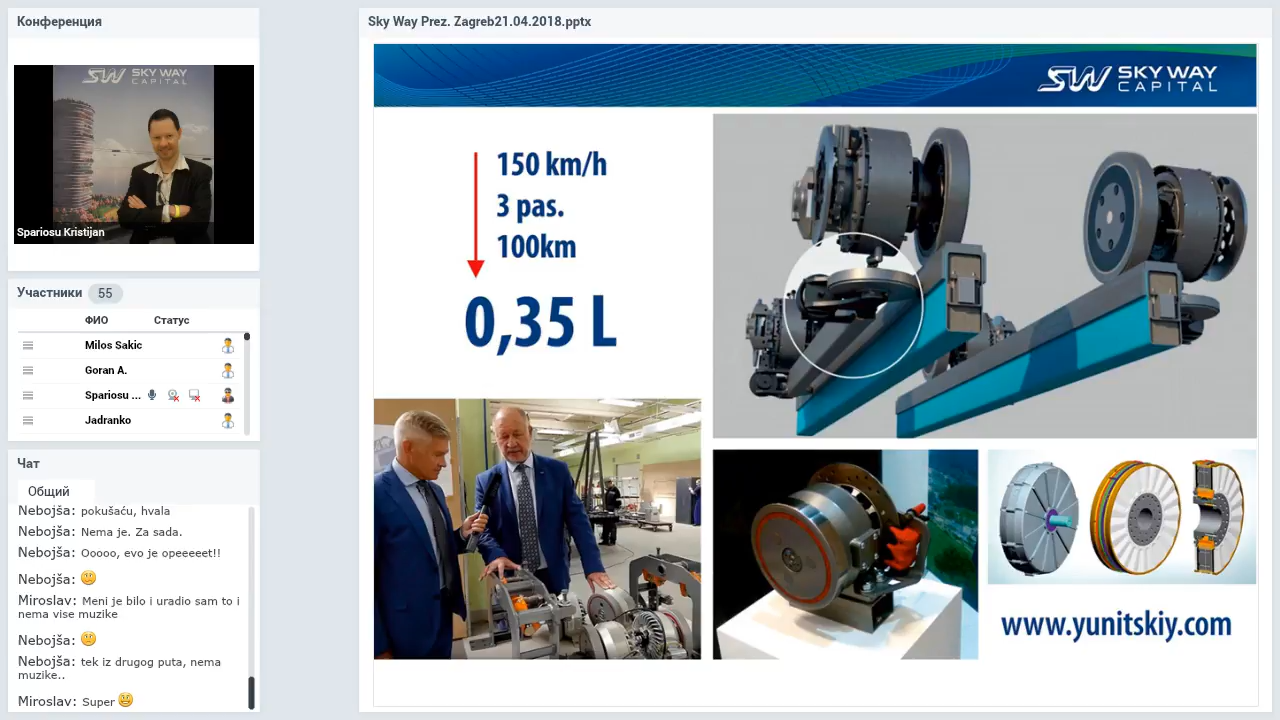 Конференция
SKY WAY
CAPITAL
Spariosu Kristijan
Участники 55
ФИО Статус
Milos Sakic
Goran A.
Spariosu ...
Jadranko
Чат
Общий
Nebojša: pokušaću, hvala
Nebojša: Nema je. Za sada.
Nebojša: Ooooo, evo je opeeeeet!!
Nebojša:
Miroslav: Meni je bilo i uradio sam to i
nema vise muzike
Nebojša:
Nebojša: tek iz drugog puta, nema
muzike..
Miroslav: Super
Sky Way Prez. Zagreb21.04.2018.pptx
SW SKY WAY
CAPITAL
150 km/h
3 pas.
100km
0,35 L
www.yunitskiy.com